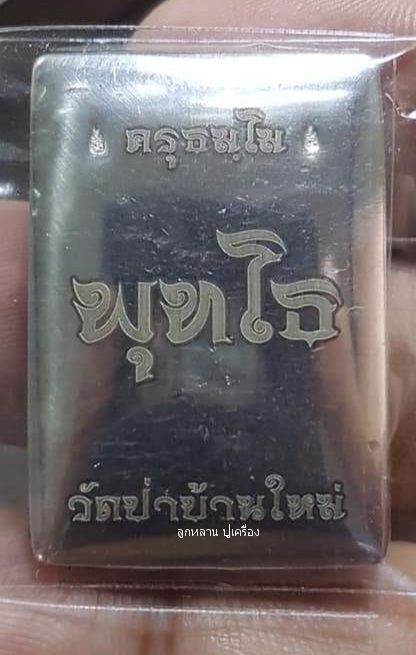 ครุธมฺโม
พุทโธ
วัดป่าบ้านใหม่
ลูกหลาน ปู่เครื่อง